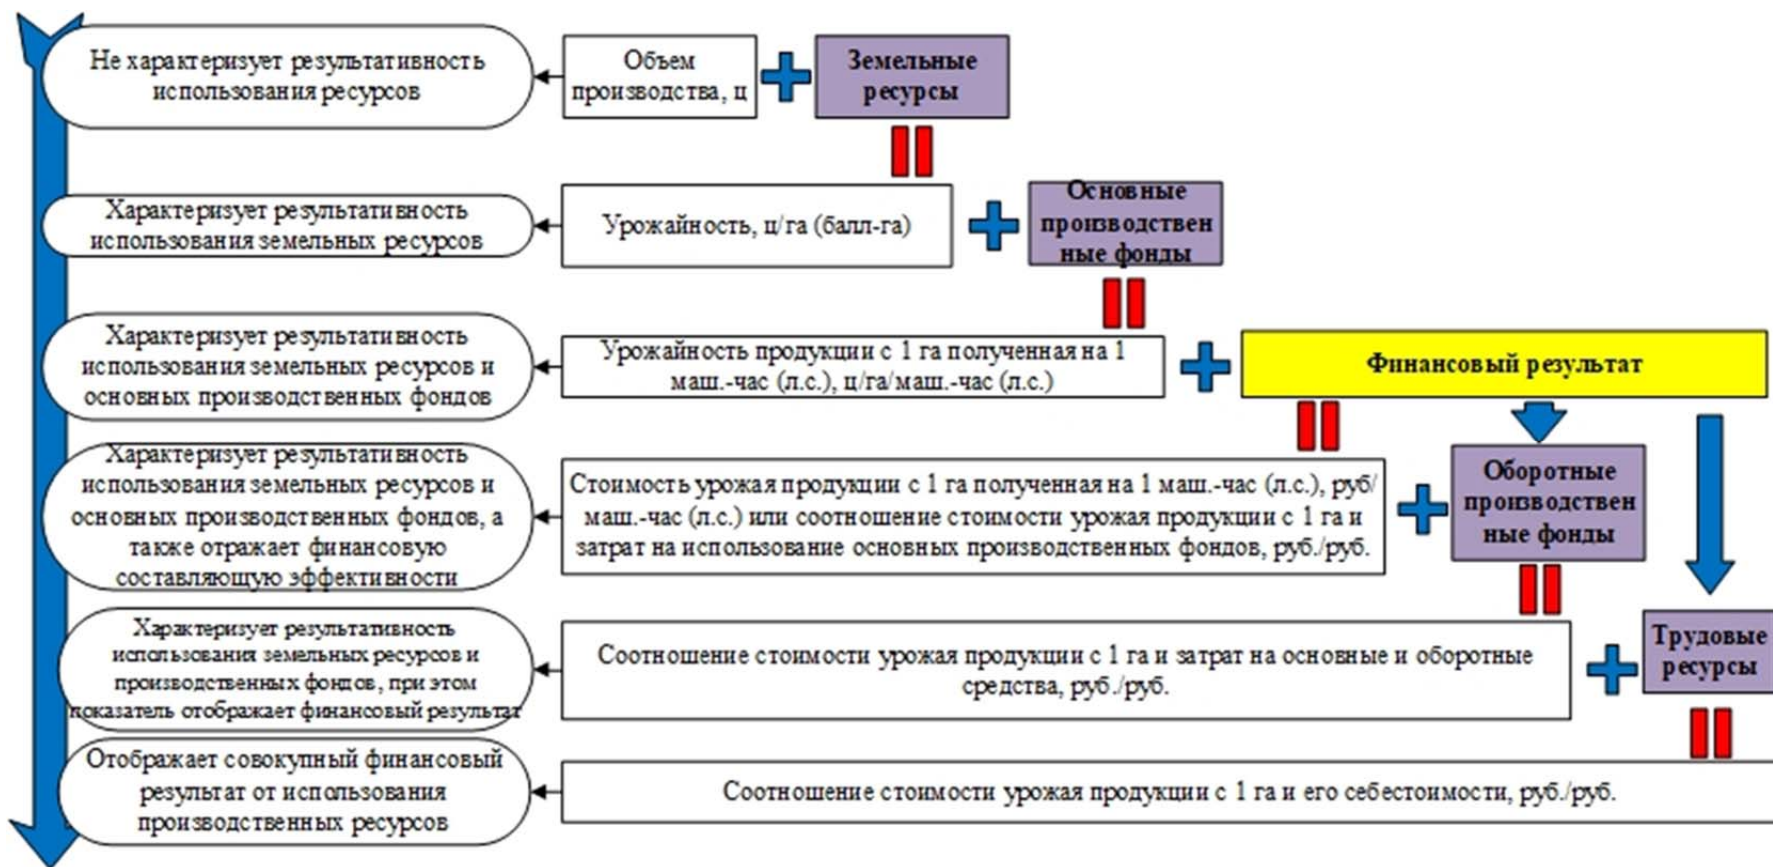 Не характеризует результативность
использования ресурсов
Объем
производства, ц
Земельные
ресурсы
Характеризует результативность
использования земельных ресурсов
Урожайность, ц/га (балл-га)
Основные
производствен
ные фонды
Характеризует результативность
использования земельных ресурсов и
основных производственных фондов
Урожайность продукции с 1 га полученная на 1
маш.-час (л.с.), ц/га/маш.-час (л.с.)
Финансовый результат
Характеризует результативность
использования земельных ресурсов и
основных производственных фондов, а
также отражает финансовую
составляющую эффективности
Стоимость урожая продукции с 1 га полученная на 1 маш.-час (л.с.), руб/
маш.-час (л.с.) или соотношение стоимости урожая продукции с 1 га и
затрат на использование основных производственных фондов, руб./руб.
Оборотные
производствен
ные фонды
Характеризует результативность
использования земельных ресурсов и
производственных фондов, при этом
показатель отображает финансовый результат
Соотношение стоимости урожая продукции с 1 га и затрат на основные и оборотные
средства, руб./руб.
Трудовые
ресурсы
Отображает совокупный финансовый
результат от использования
производственных ресурсов
Соотношение стоимости урожая продукции с 1 га и его себестоимости, руб./руб.